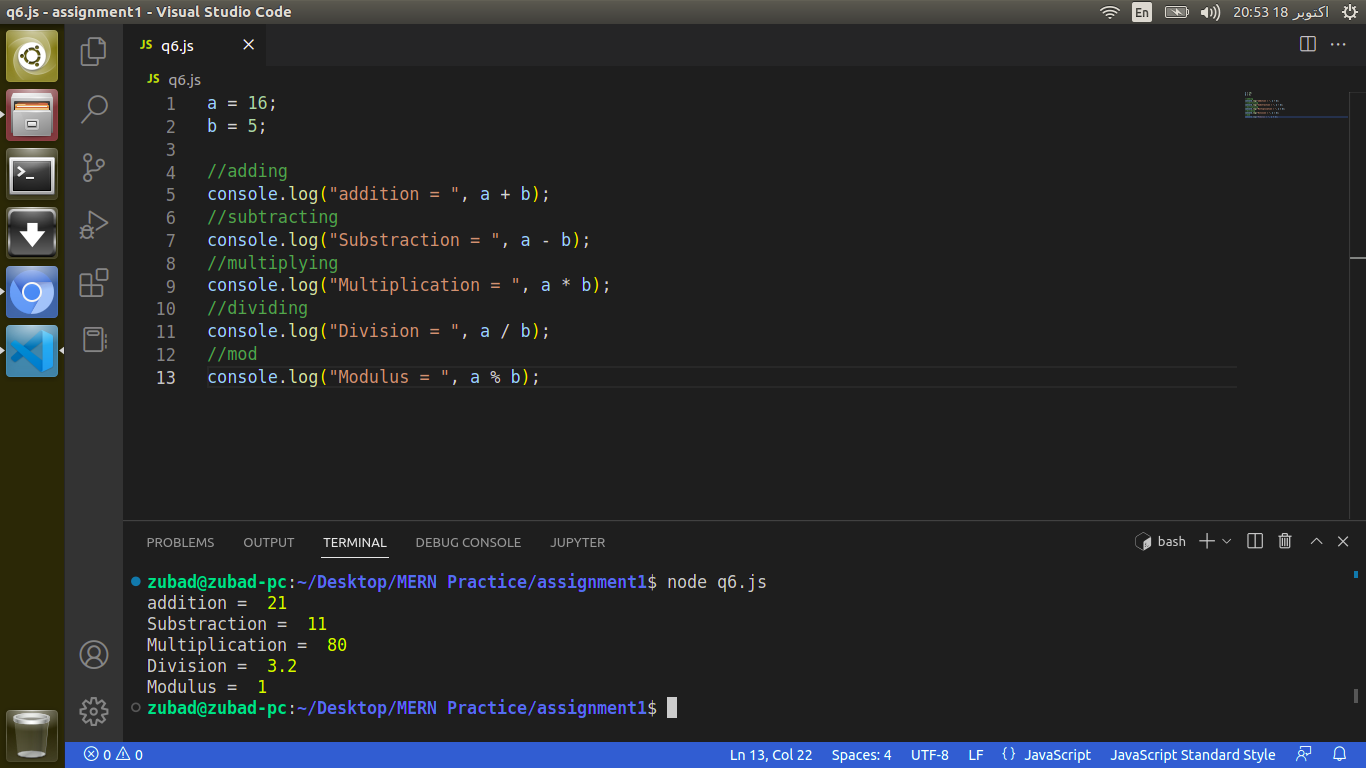 q6.js - assignment1 - Visual Studio Code
En
20:53 18 اکتوبر
JS q6.js
JS q6.js
1 a = 16;
2 b = 5;
3
4 //adding
5 console.log("addition = ", a + b);
6 //subtracting
7 console.log("Substraction = ", a - b);
8 //multiplying
9 console.log("Multiplication = ", a * b);
10 //dividing
11 console.log("Division = ", a / b);
12 //mod
13 console.log("Modulus = ", a % b);
PROBLEMS OUTPUT TERMINAL DEBUG CONSOLE JUPYTER
bash
zubad@zubad-pc:~/Desktop/MERN Practice/assignment1$ node q6.js
addition =  21
Substraction =  11
Multiplication =  80
Division =  3.2
Modulus =  1
zubad@zubad-pc:~/Desktop/MERN Practice/assignment1$
0 0 Ln 13, Col 22 Spaces: 4 UTF-8 LF {} JavaScript JavaScript Standard Style